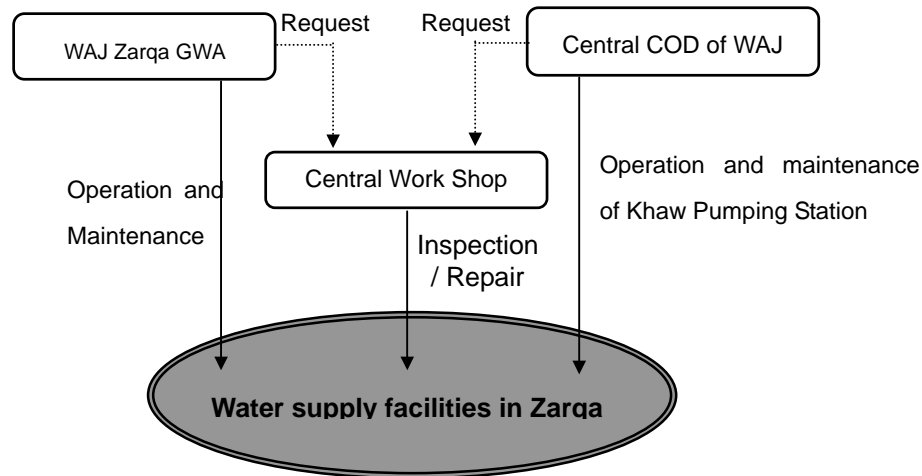 Request
Request
WAJ Zarqa GWA
Central COD of WAJ
Central Work Shop
Operation and
Maintenance
Operation and maintenance
of Khaw Pumping Station
Inspection
/ Repair
Water supply facilities in Zarqa